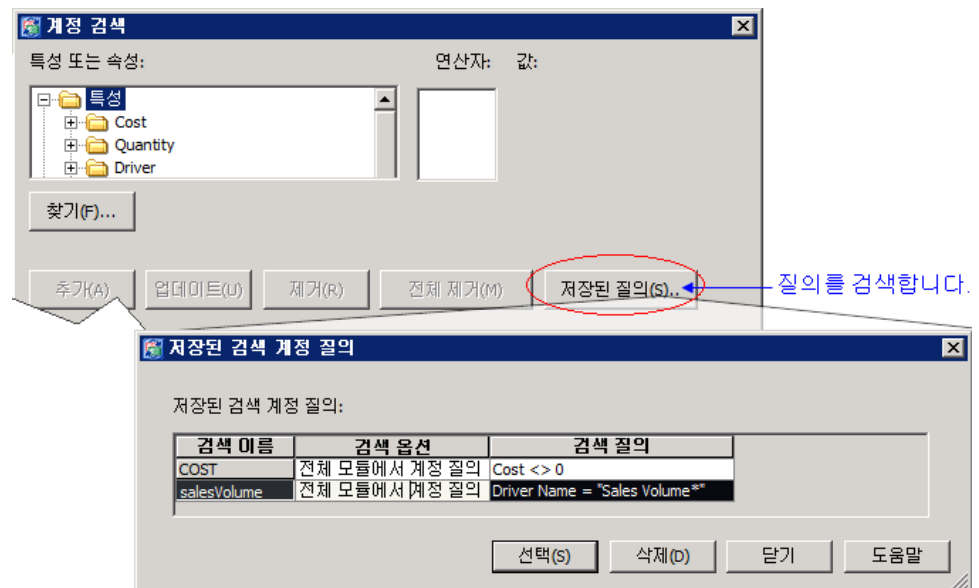 계정 검색
특성 또는 속성: 연산자: 값:
특성
Cost
Quantity
Driver
찾기(F)...
추가(A) 업데이트(U) 제거(R) 전체 제거(M) 저장된 질의(S)..
질의를 검색합니다.
저장된 검색 계정 질의
저장된 검색 계정 질의:
검색 이름 검색 옵션 검색 질의
COST 전체 모듈에서 계정 질의 Cost <> 0
salesVolume 전체 모듈에서 계정 질의 Driver Name = "Sales Volume*"
선택(S) 삭제(D) 닫기 도움말